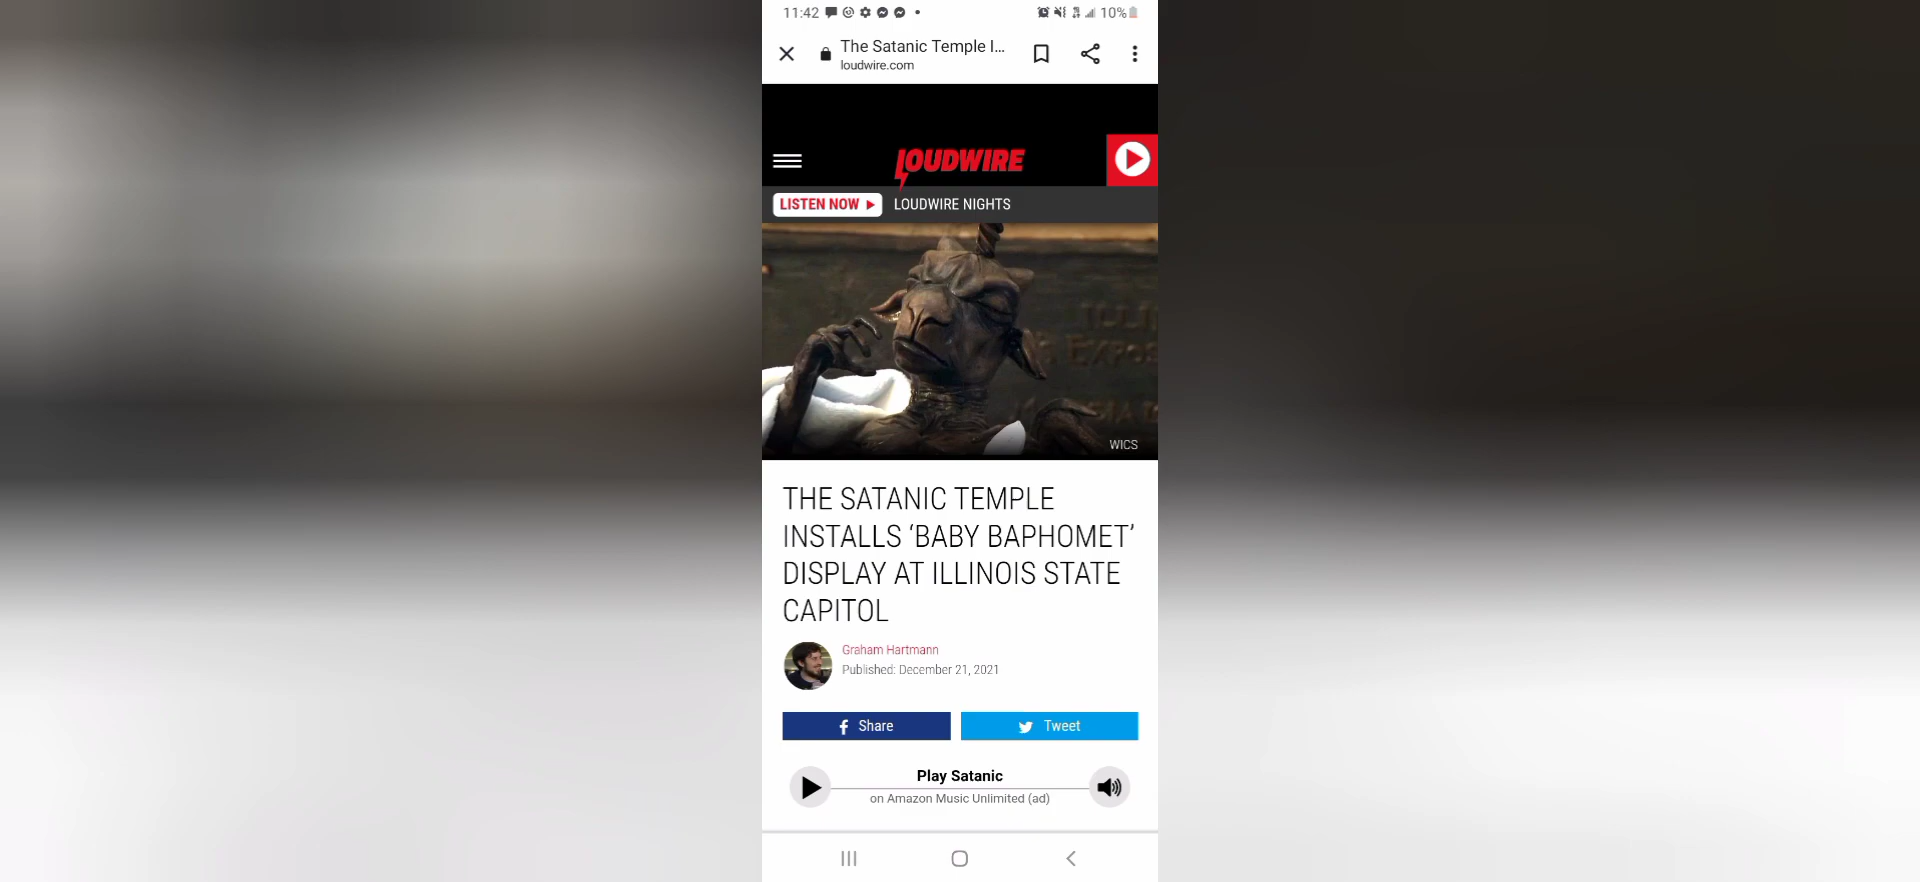 11:42
10%
The Satanic Temple I...
loudwire.com
LOUDWIRE
LISTEN NOW LOUDWIRE NIGHTS
WICS
THE SATANIC TEMPLE
INSTALLS ‘BABY BAPHOMET’
DISPLAY AT ILLINOIS STATE
CAPITOL
Graham Hartmann
Published: December 21, 2021
Share
Tweet
Play Satanic
on Amazon Music Unlimited (ad)